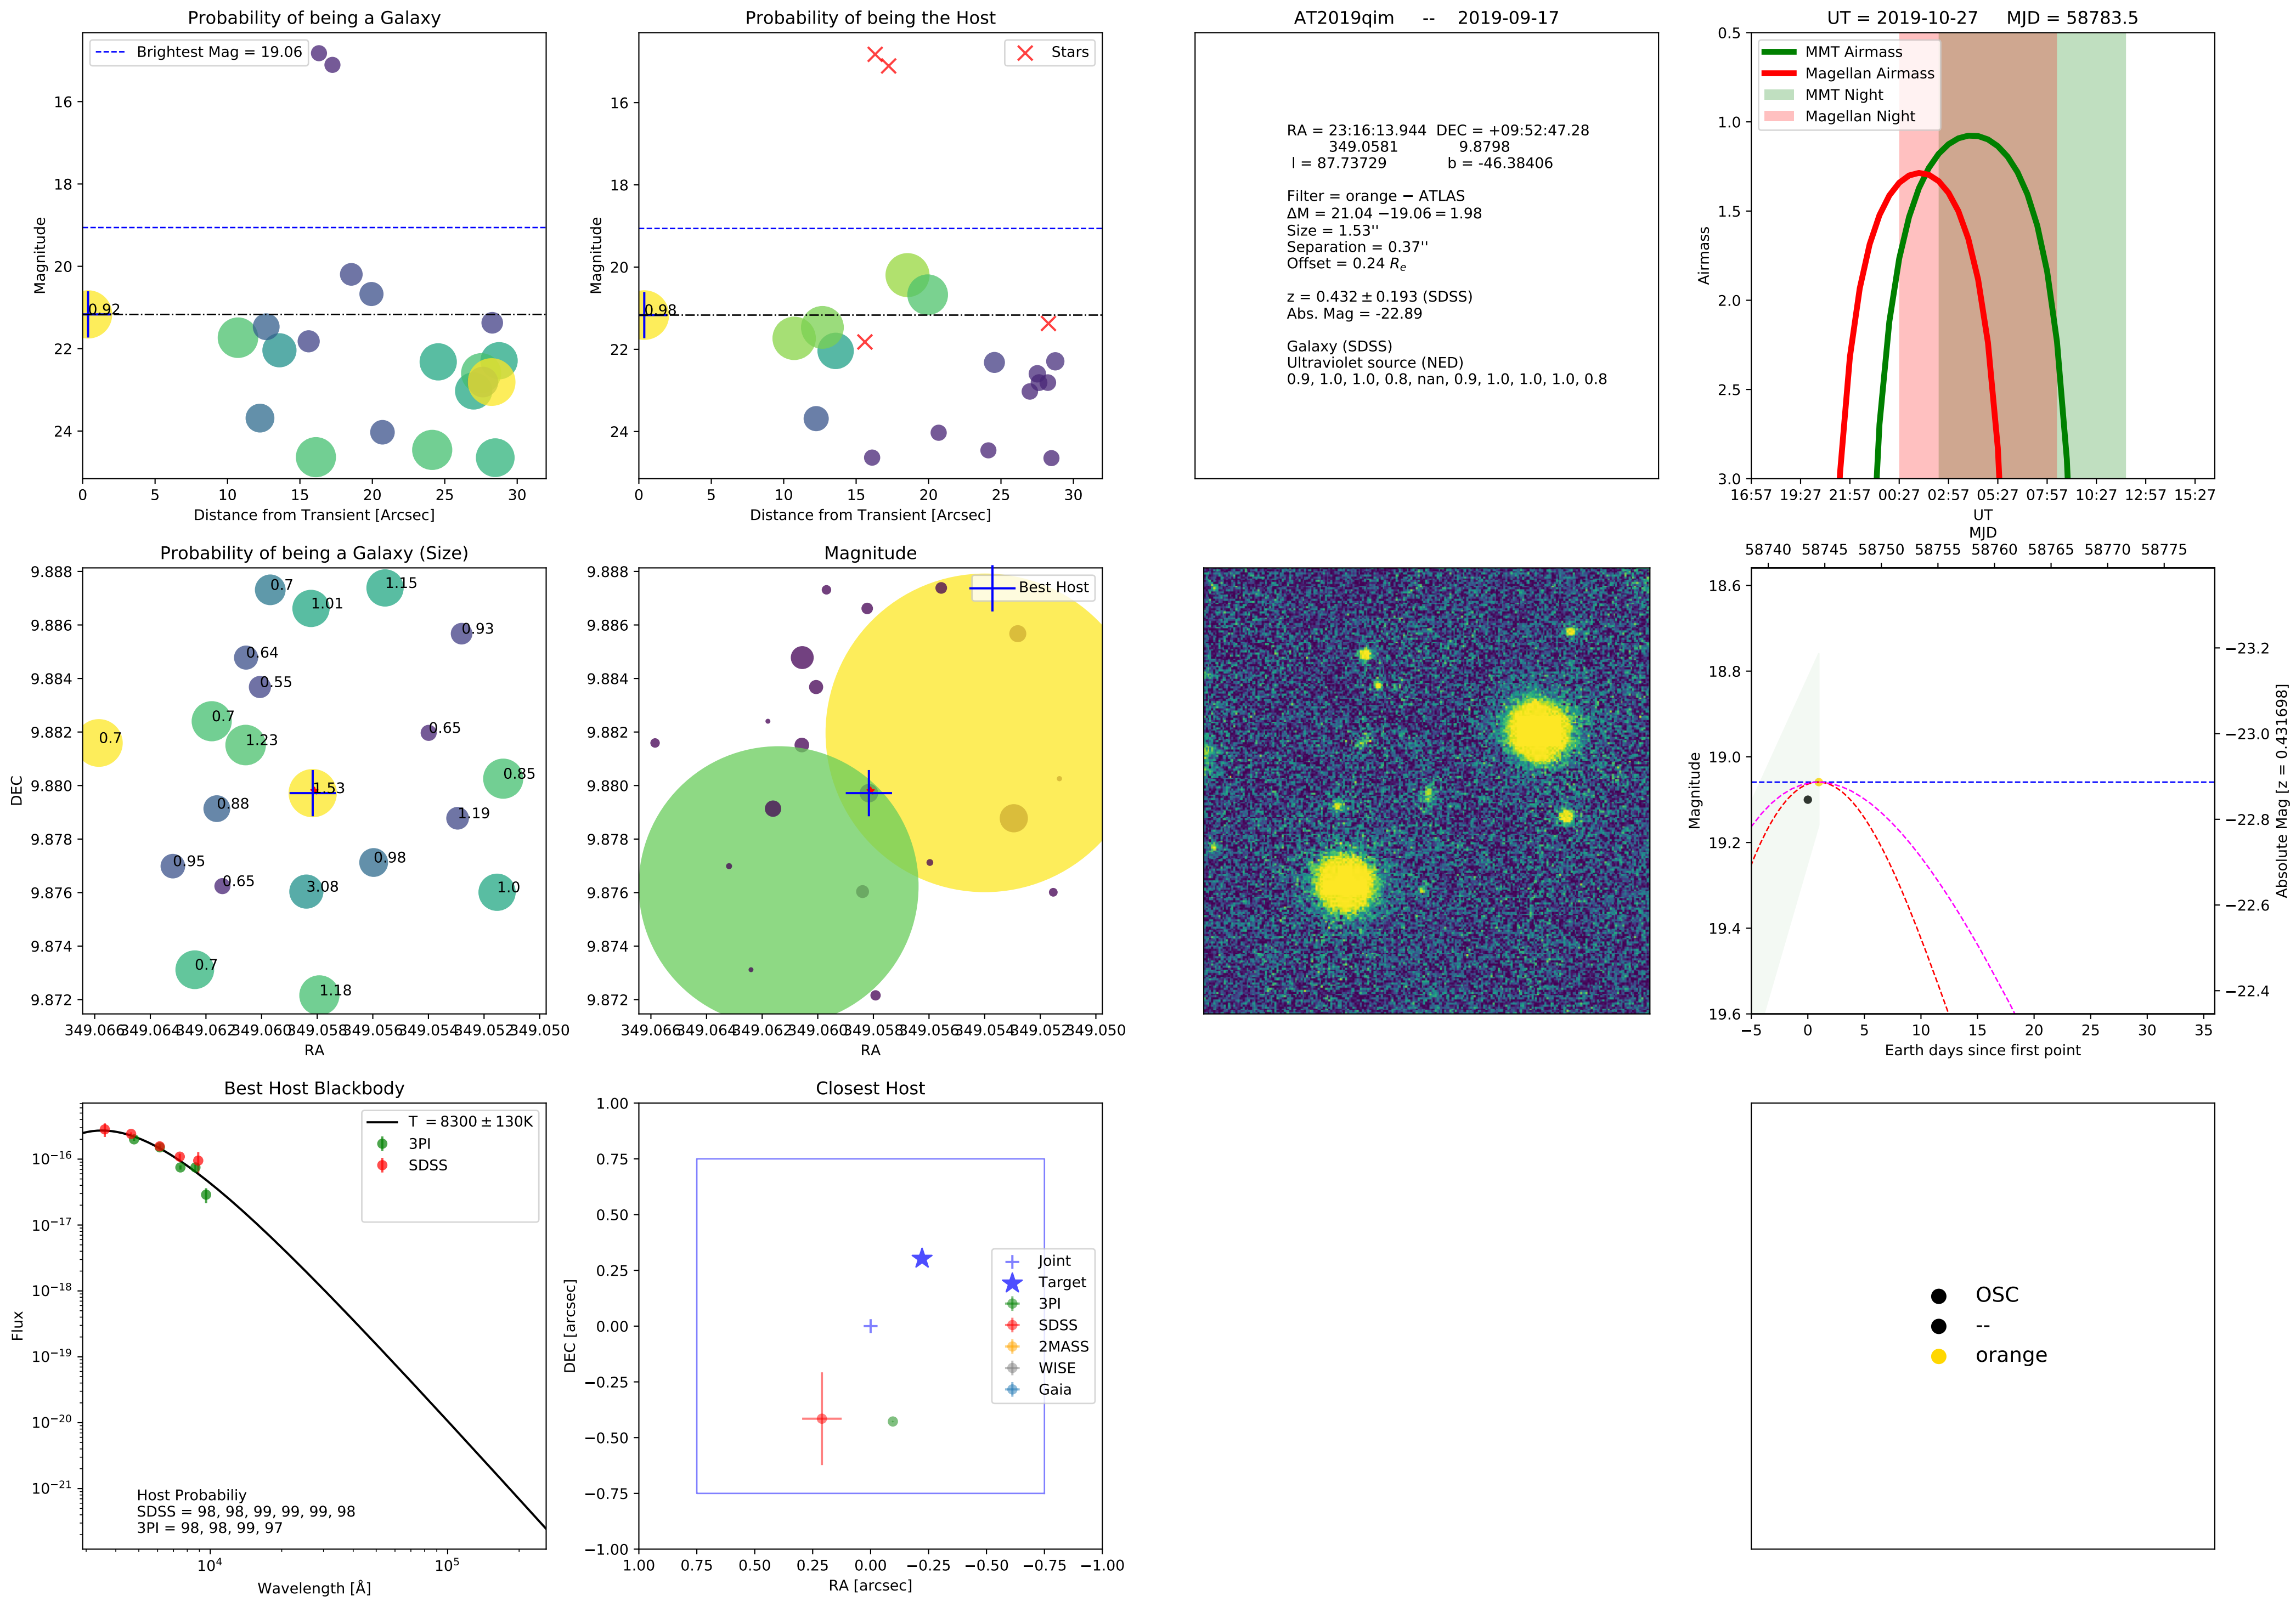 Probability of being a Galaxy
Brightest Mag = 19.06
0.92
Magnitude
16
18
20
22
24
0 5 10 15 20 25 30
Distance from Transient [Arcsec]
Probability of being the Host
Stars
0.98
Magnitude
16
18
20
22
24
0 5 10 15 20 25 30
Distance from Transient [Arcsec]
AT2019qim -- 2019-09-17
RA = 23:16:13.944 DEC = +09:52:47.28
349.0581 9.8798
l = 87.73729 b = -46.38406
Filter = orange − ATLAS
ΔM = 21.04 −19.06 = 1.98
Size = 1.53''
Separation = 0.37''
Offset = 0.24 Re
z = 0.432 ± 0.193 (SDSS)
Abs. Mag = -22.89
Galaxy (SDSS)
Ultraviolet source (NED)
0.9, 1.0, 1.0, 0.8, nan, 0.9, 1.0, 1.0, 1.0, 0.8
UT = 2019-10-27 MJD = 58783.5
MMT Airmass
Magellan Airmass
MMT Night
Magellan Night
Airmass
0.5
1.0
1.5
2.0
2.5
3.0
16:57 19:27 21:57 00:27 02:57 05:27 07:57 10:27 12:57 15:27
UT
Probability of being a Galaxy (Size)
9.888
9.886
9.884
9.882
9.880
9.878
9.876
9.874
9.872
DEC
0.7
1.15
1.01
0.93
0.64
0.55
0.7
0.65
0.7
1.23
0.85
1.53
0.88
1.19
0.95
0.98
0.65
3.08
1.0
0.7
1.18
349.066 349.064 349.062 349.060 349.058 349.056 349.054 349.052 349.050
RA
Magnitude
Best Host
9.888
9.886
9.884
9.882
9.880
9.878
9.876
9.874
9.872
349.066 349.064 349.062 349.060 349.058 349.056 349.054 349.052 349.050
RA
MJD
58740 58745 58750 58755 58760 58765 58770 58775
Magnitude
18.6
18.8
19.0
19.2
19.4
19.6
−23.2
−23.0
−22.8
−22.6
−22.4
Absolute Mag [z = 0.431698]
−5 0 5 10 15 20 25 30 35
Earth days since first point
Best Host Blackbody
T = 8300 ± 130K
3PI
SDSS
Flux
10−16
10−17
10−18
10−19
10−20
10−21
Host Probabiliy
SDSS = 98, 98, 99, 99, 99, 98
3PI = 98, 98, 99, 97
104 105
Wavelength [Å]
Closest Host
1.00
0.75
0.50
0.25
0.00
−0.25
−0.50
−0.75
−1.00
DEC [arcsec]
Joint
Target
3PI
SDSS
2MASS
WISE
Gaia
1.00 0.75 0.50 0.25 0.00 −0.25 −0.50 −0.75 −1.00
RA [arcsec]
OSC
--
orange